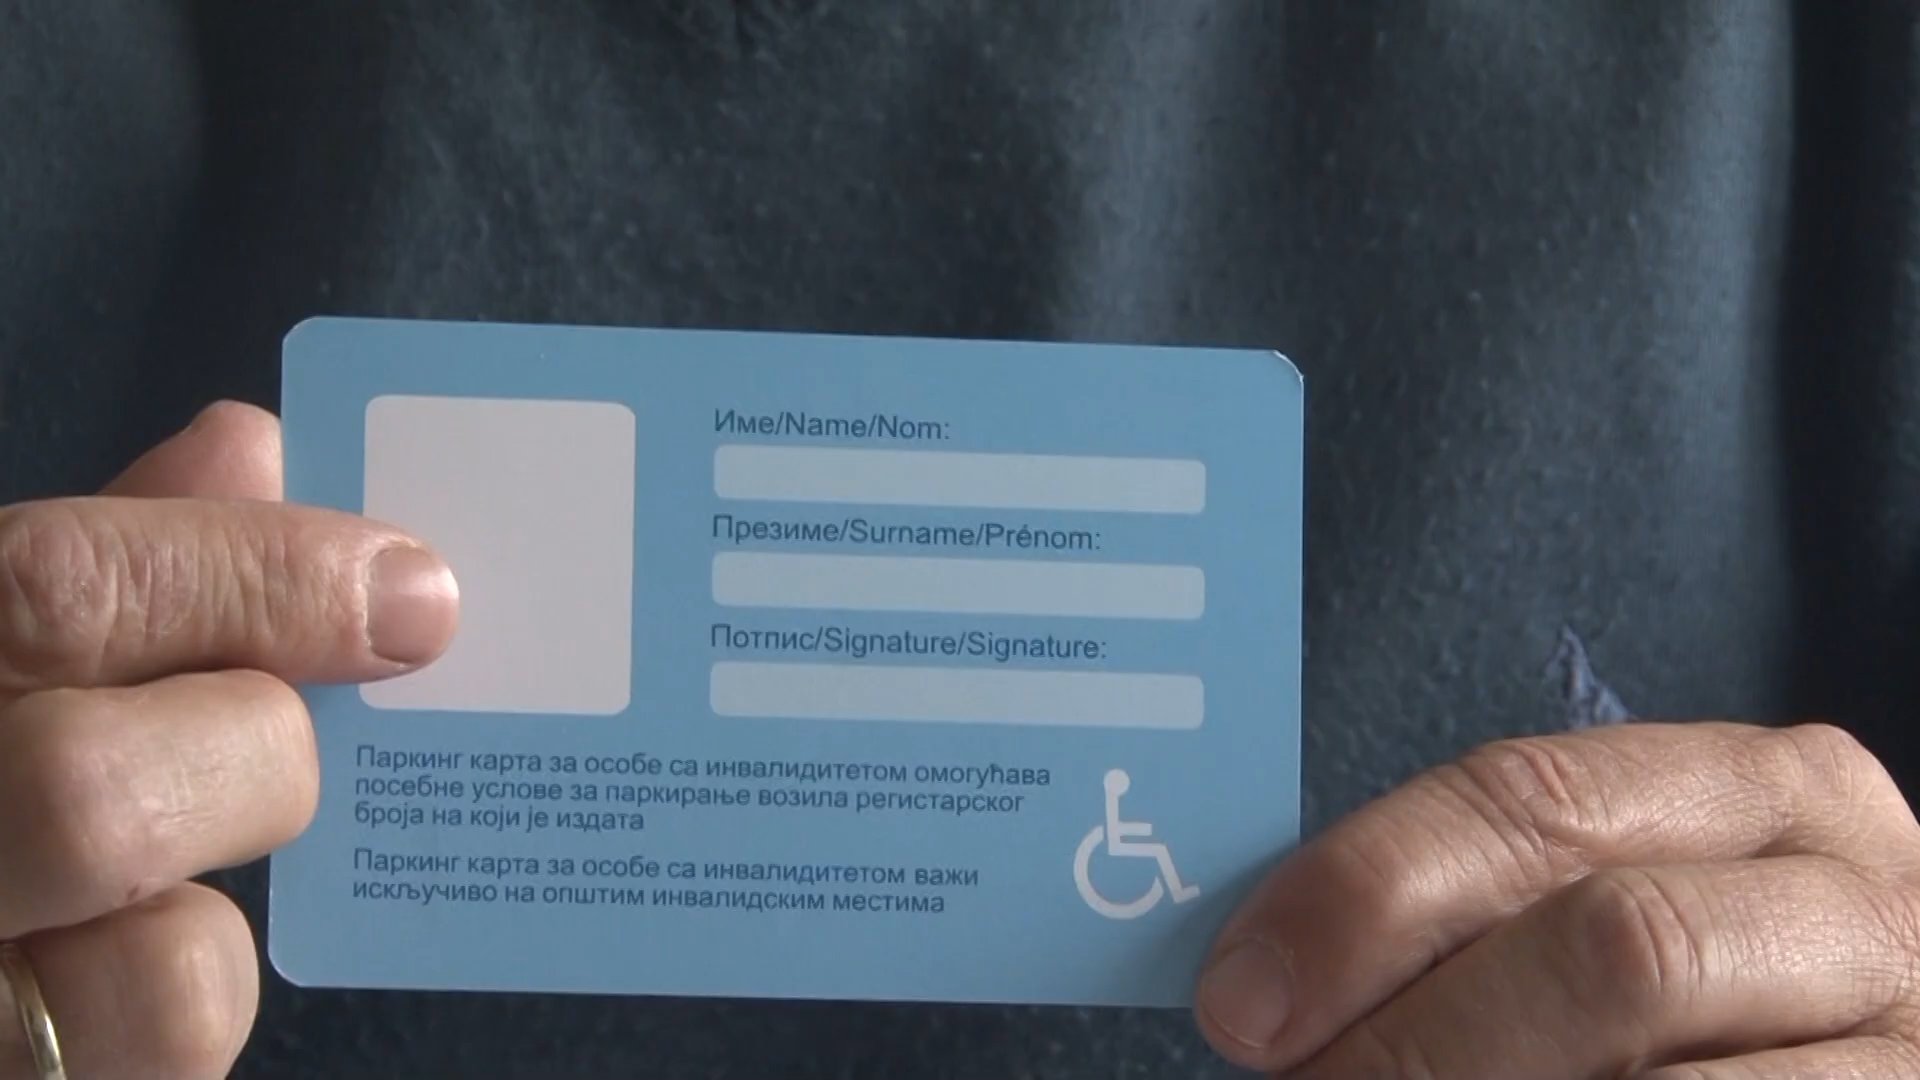 Име/Name/Nom:
Презиме/Surname/Prénom:
Потпис/Signature/Signature:
Паркинг карта за особе са инвалидитетом омогућава
посебне услове за паркирање возила регистарског
броја на који је издата
Паркинг карта за особе са инвалидитетом важи
искључиво на општим инвалидским местима